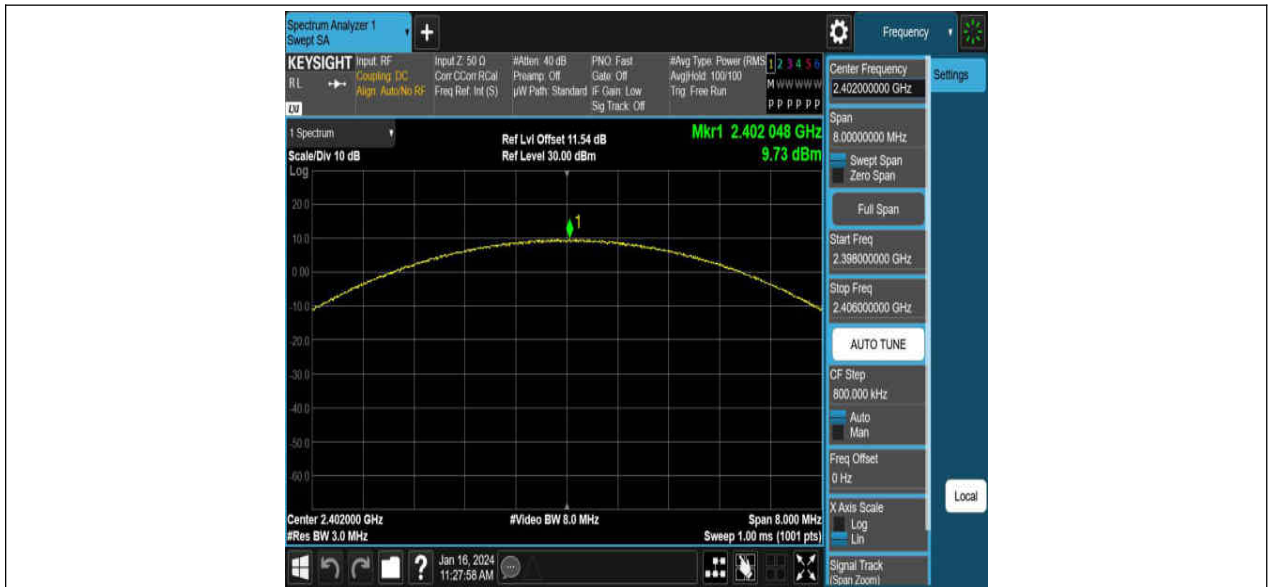 Spectrum Analyzer 1
Swept SA
+
Frequency
KEYSIGHT
RL
LXI
Input: RF
Coupling: DC
Align: Auto/No RF
Input Z: 50 Ω
Corr CCorr RCal
Freq Ref: Int (S)
#Atten: 40 dB
Preamp: Off
µW Path: Standard
PNO: Fast
Gate: Off
IF Gain: Low
Sig Track: Off
#Avg Type: Power (RMS
Avg|Hold: 100/100
Trig: Free Run
1 2 3 4 5 6
M W W W W W
P P P P P P
1 Spectrum
Scale/Div 10 dB
Log
Ref Lvl Offset 11.54 dB
Ref Level 30.00 dBm
Mkr1 2.402 048 GHz
9.73 dBm
20.0
10.0
0.00
-10.0
-20.0
-30.0
-40.0
-50.0
-60.0
1
Center 2.402000 GHz
#Res BW 3.0 MHz
#Video BW 8.0 MHz
Span 8.000 MHz
Sweep 1.00 ms (1001 pts)
?
Jan 16, 2024
11:27:58 AM
Center Frequency
2.402000000 GHz
Settings
Span
8.00000000 MHz
Swept Span
Zero Span
Full Span
Start Freq
2.398000000 GHz
Stop Freq
2.406000000 GHz
AUTO TUNE
CF Step
800.000 kHz
Auto
Man
Freq Offset
0 Hz
X Axis Scale
Log
Lin
Local
Signal Track
(Span Zoom)